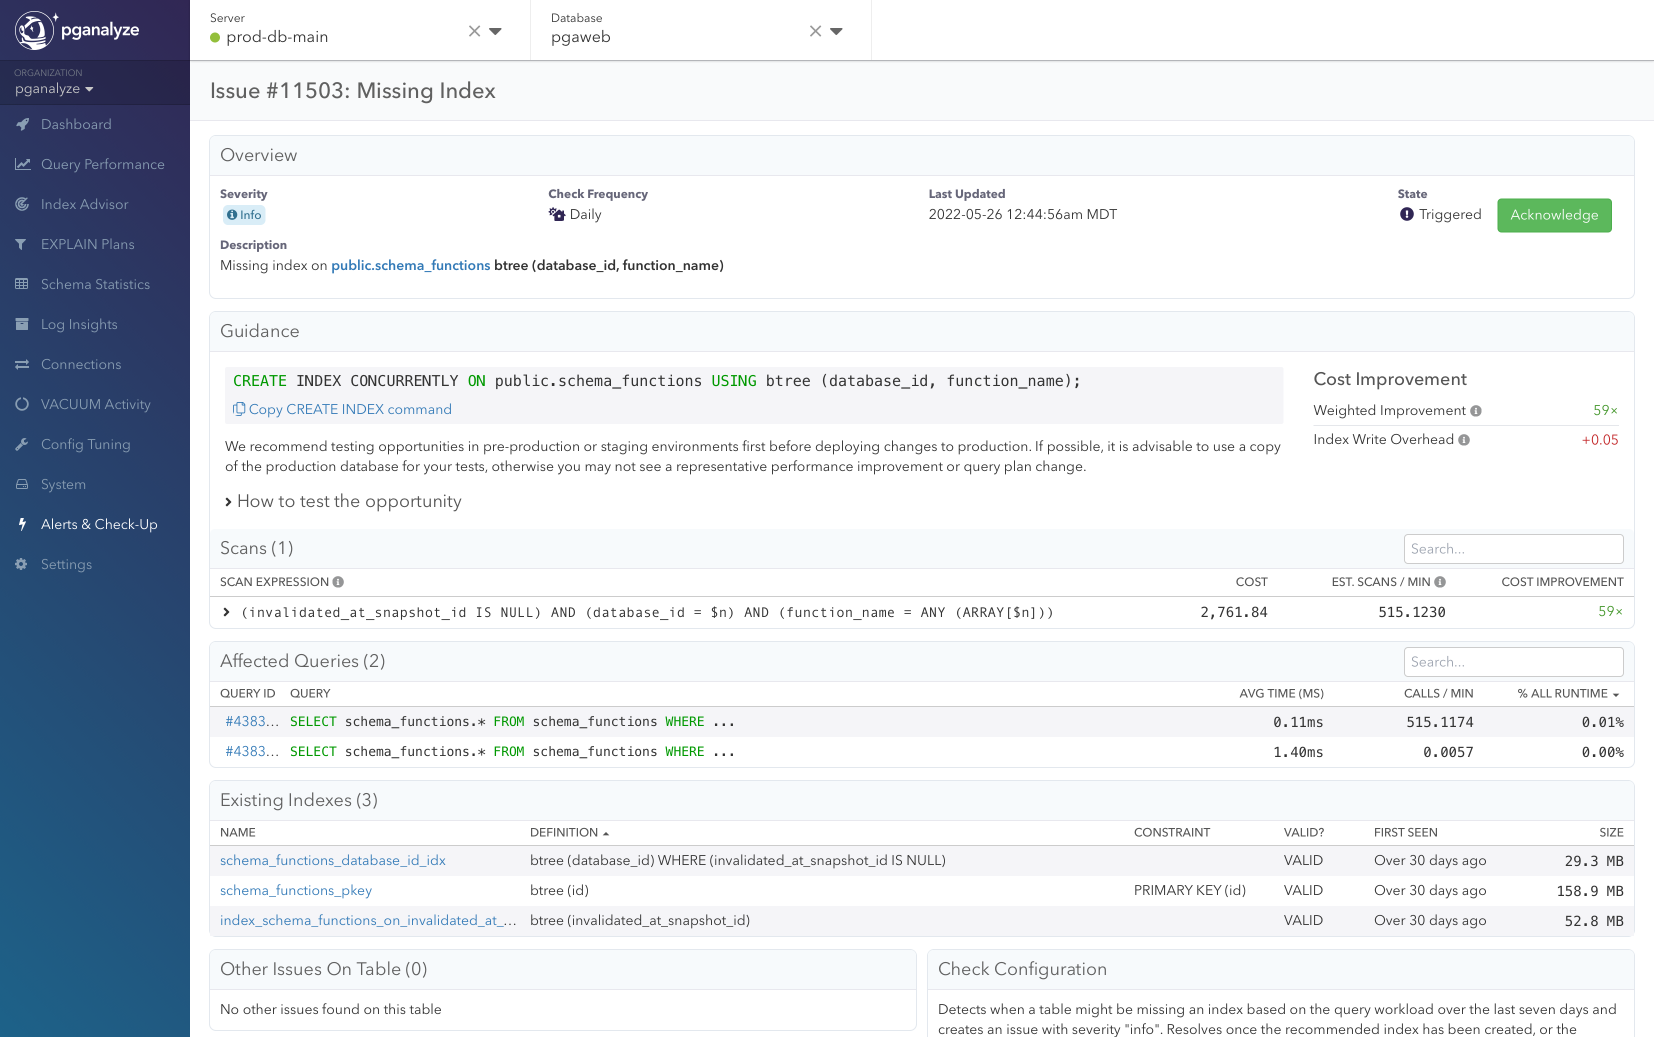 pganalyze
Server
prod-db-main
Database
pgaweb
ORGANIZATION
pganalyze
Dashboard
Query Performance
Index Advisor
EXPLAIN Plans
Schema Statistics
Log Insights
Connections
VACUUM Activity
Config Tuning
System
Alerts & Check-Up
Settings
Issue #11503: Missing Index
Overview
Severity Check Frequency Last Updated State
Info Daily 2022-05-26 12:44:56am MDT Triggered Acknowledge
Description
Missing index on public.schema_functions btree (database_id, function_name)
Guidance
CREATE INDEX CONCURRENTLY ON public.schema_functions USING btree (database_id, function_name);
Copy CREATE INDEX command
We recommend testing opportunities in pre-production or staging environments first before deploying changes to production. If possible, it is advisable to use a copy
of the production database for your tests, otherwise you may not see a representative performance improvement or query plan change.
How to test the opportunity
Cost Improvement
Weighted Improvement 59×
Index Write Overhead +0.05
Scans (1) Search...
SCAN EXPRESSION COST EST. SCANS / MIN COST IMPROVEMENT
(invalidated_at_snapshot_id IS NULL) AND (database_id = $n) AND (function_name = ANY (ARRAY[$n])) 2,761.84 515.1230 59×
Affected Queries (2) Search...
QUERY ID QUERY AVG TIME (MS) CALLS / MIN % ALL RUNTIME
#4383... SELECT schema_functions.* FROM schema_functions WHERE ... 0.11ms 515.1174 0.01%
#4383... SELECT schema_functions.* FROM schema_functions WHERE ... 1.40ms 0.0057 0.00%
Existing Indexes (3)
NAME DEFINITION CONSTRAINT VALID? FIRST SEEN SIZE
schema_functions_database_id_idx btree (database_id) WHERE (invalidated_at_snapshot_id IS NULL) VALID Over 30 days ago 29.3 MB
schema_functions_pkey btree (id) PRIMARY KEY (id) VALID Over 30 days ago 158.9 MB
index_schema_functions_on_invalidated_at_... btree (invalidated_at_snapshot_id) VALID Over 30 days ago 52.8 MB
Other Issues On Table (0)
No other issues found on this table
Check Configuration
Detects when a table might be missing an index based on the query workload over the last seven days and
creates an issue with severity "info". Resolves once the recommended index has been created, or the